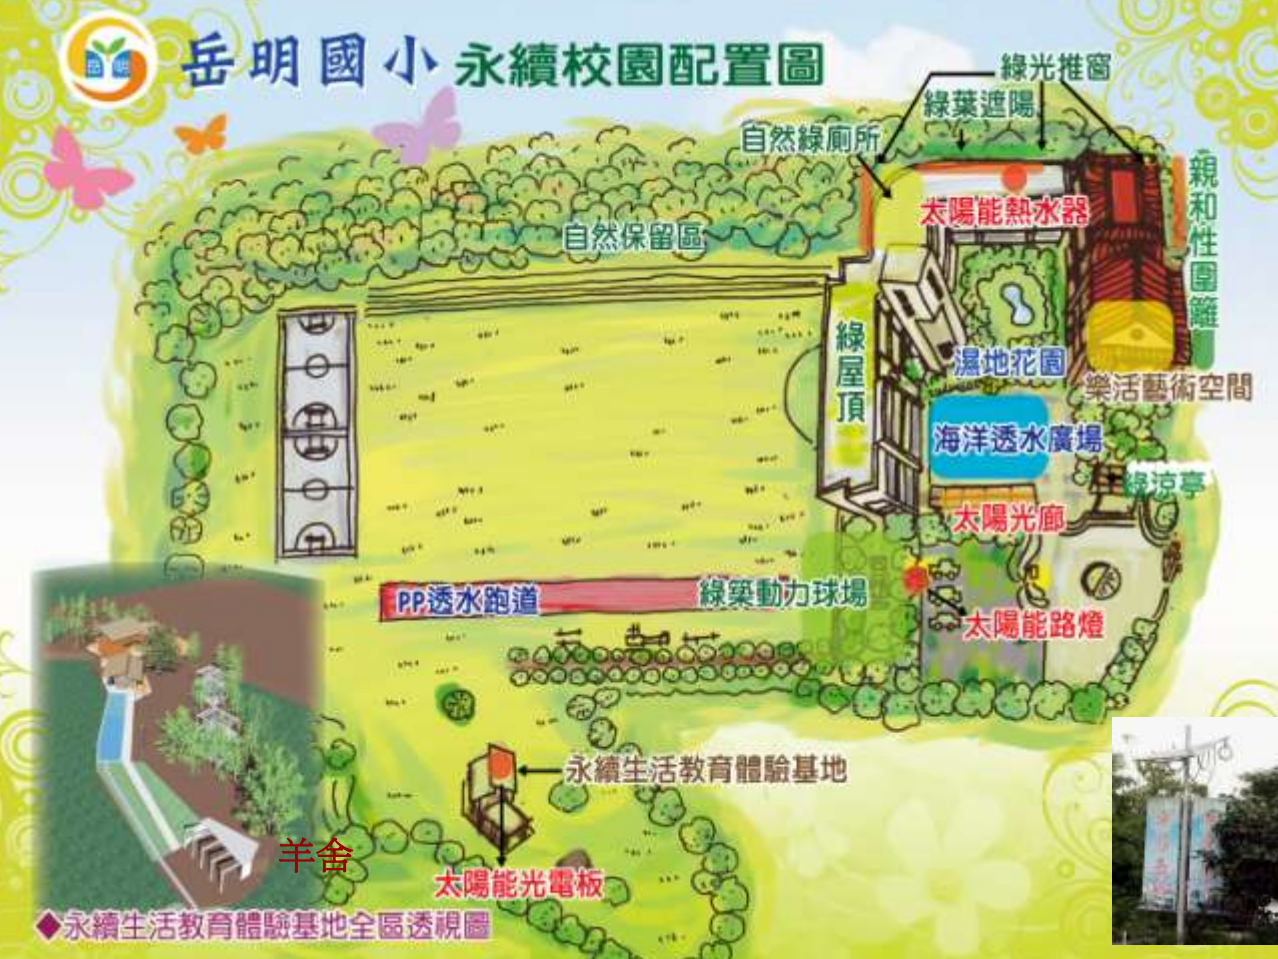 岳明國小 永續校園配置圖
岳 明
綠光推窗
綠葉遮陽
自然綠廁所
親和性圍籬
太陽能熱水器
自然保留區
綠屋頂
濕地花園
樂活藝術空間
海洋透水廣場
綠涼亭
太陽光廊
PP透水跑道
綠築動力球場
太陽能路燈
永續生活教育體驗基地
羊舍
太陽能光電板
◆永續生活教育體驗基地全區透視圖